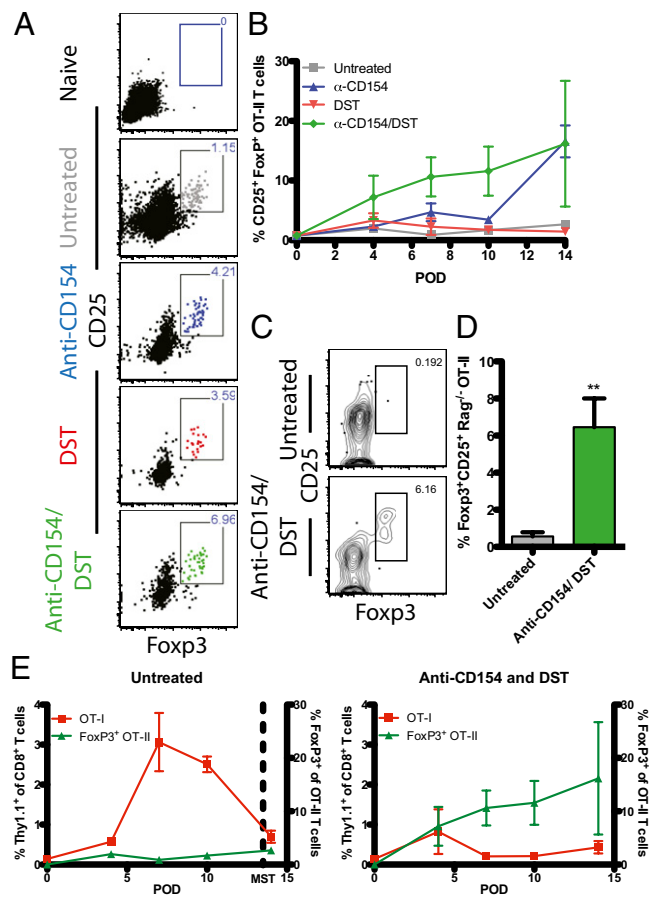 A
Naive
0
Untreated
1.15
Anti-CD154
4.21
DST
3.59
Anti-CD154/
DST
6.96
CD25
Foxp3
B
% CD25+ FoxP+ OT-II T cells
30
20
10
0
Untreated
α-CD154
DST
α-CD154/DST
0 2 4 6 8 10 12 14
POD
C
Untreated
0.192
CD25
Anti-CD154/
DST
6.16
Foxp3
D
% Foxp3+CD25+ Rag-/- OT-II
10
8
6
4
2
0
**
Untreated
Anti-CD154/ DST
E
Untreated
% Thy1.1+ of CD8+ T cells
4
3
2
1
0
OT-I
FoxP3+ OT-II
30
20
10
0
% FoxP3+ of
OT-II T cells
0 5 10 MST 15
POD
Anti-CD154 and DST
% Thy1.1+ of CD8+ T cells
4
3
2
1
0
OT-I
FoxP3+ OT-II
30
20
10
0
% FoxP3+ of
OT-II T cells
0 5 10 15
POD